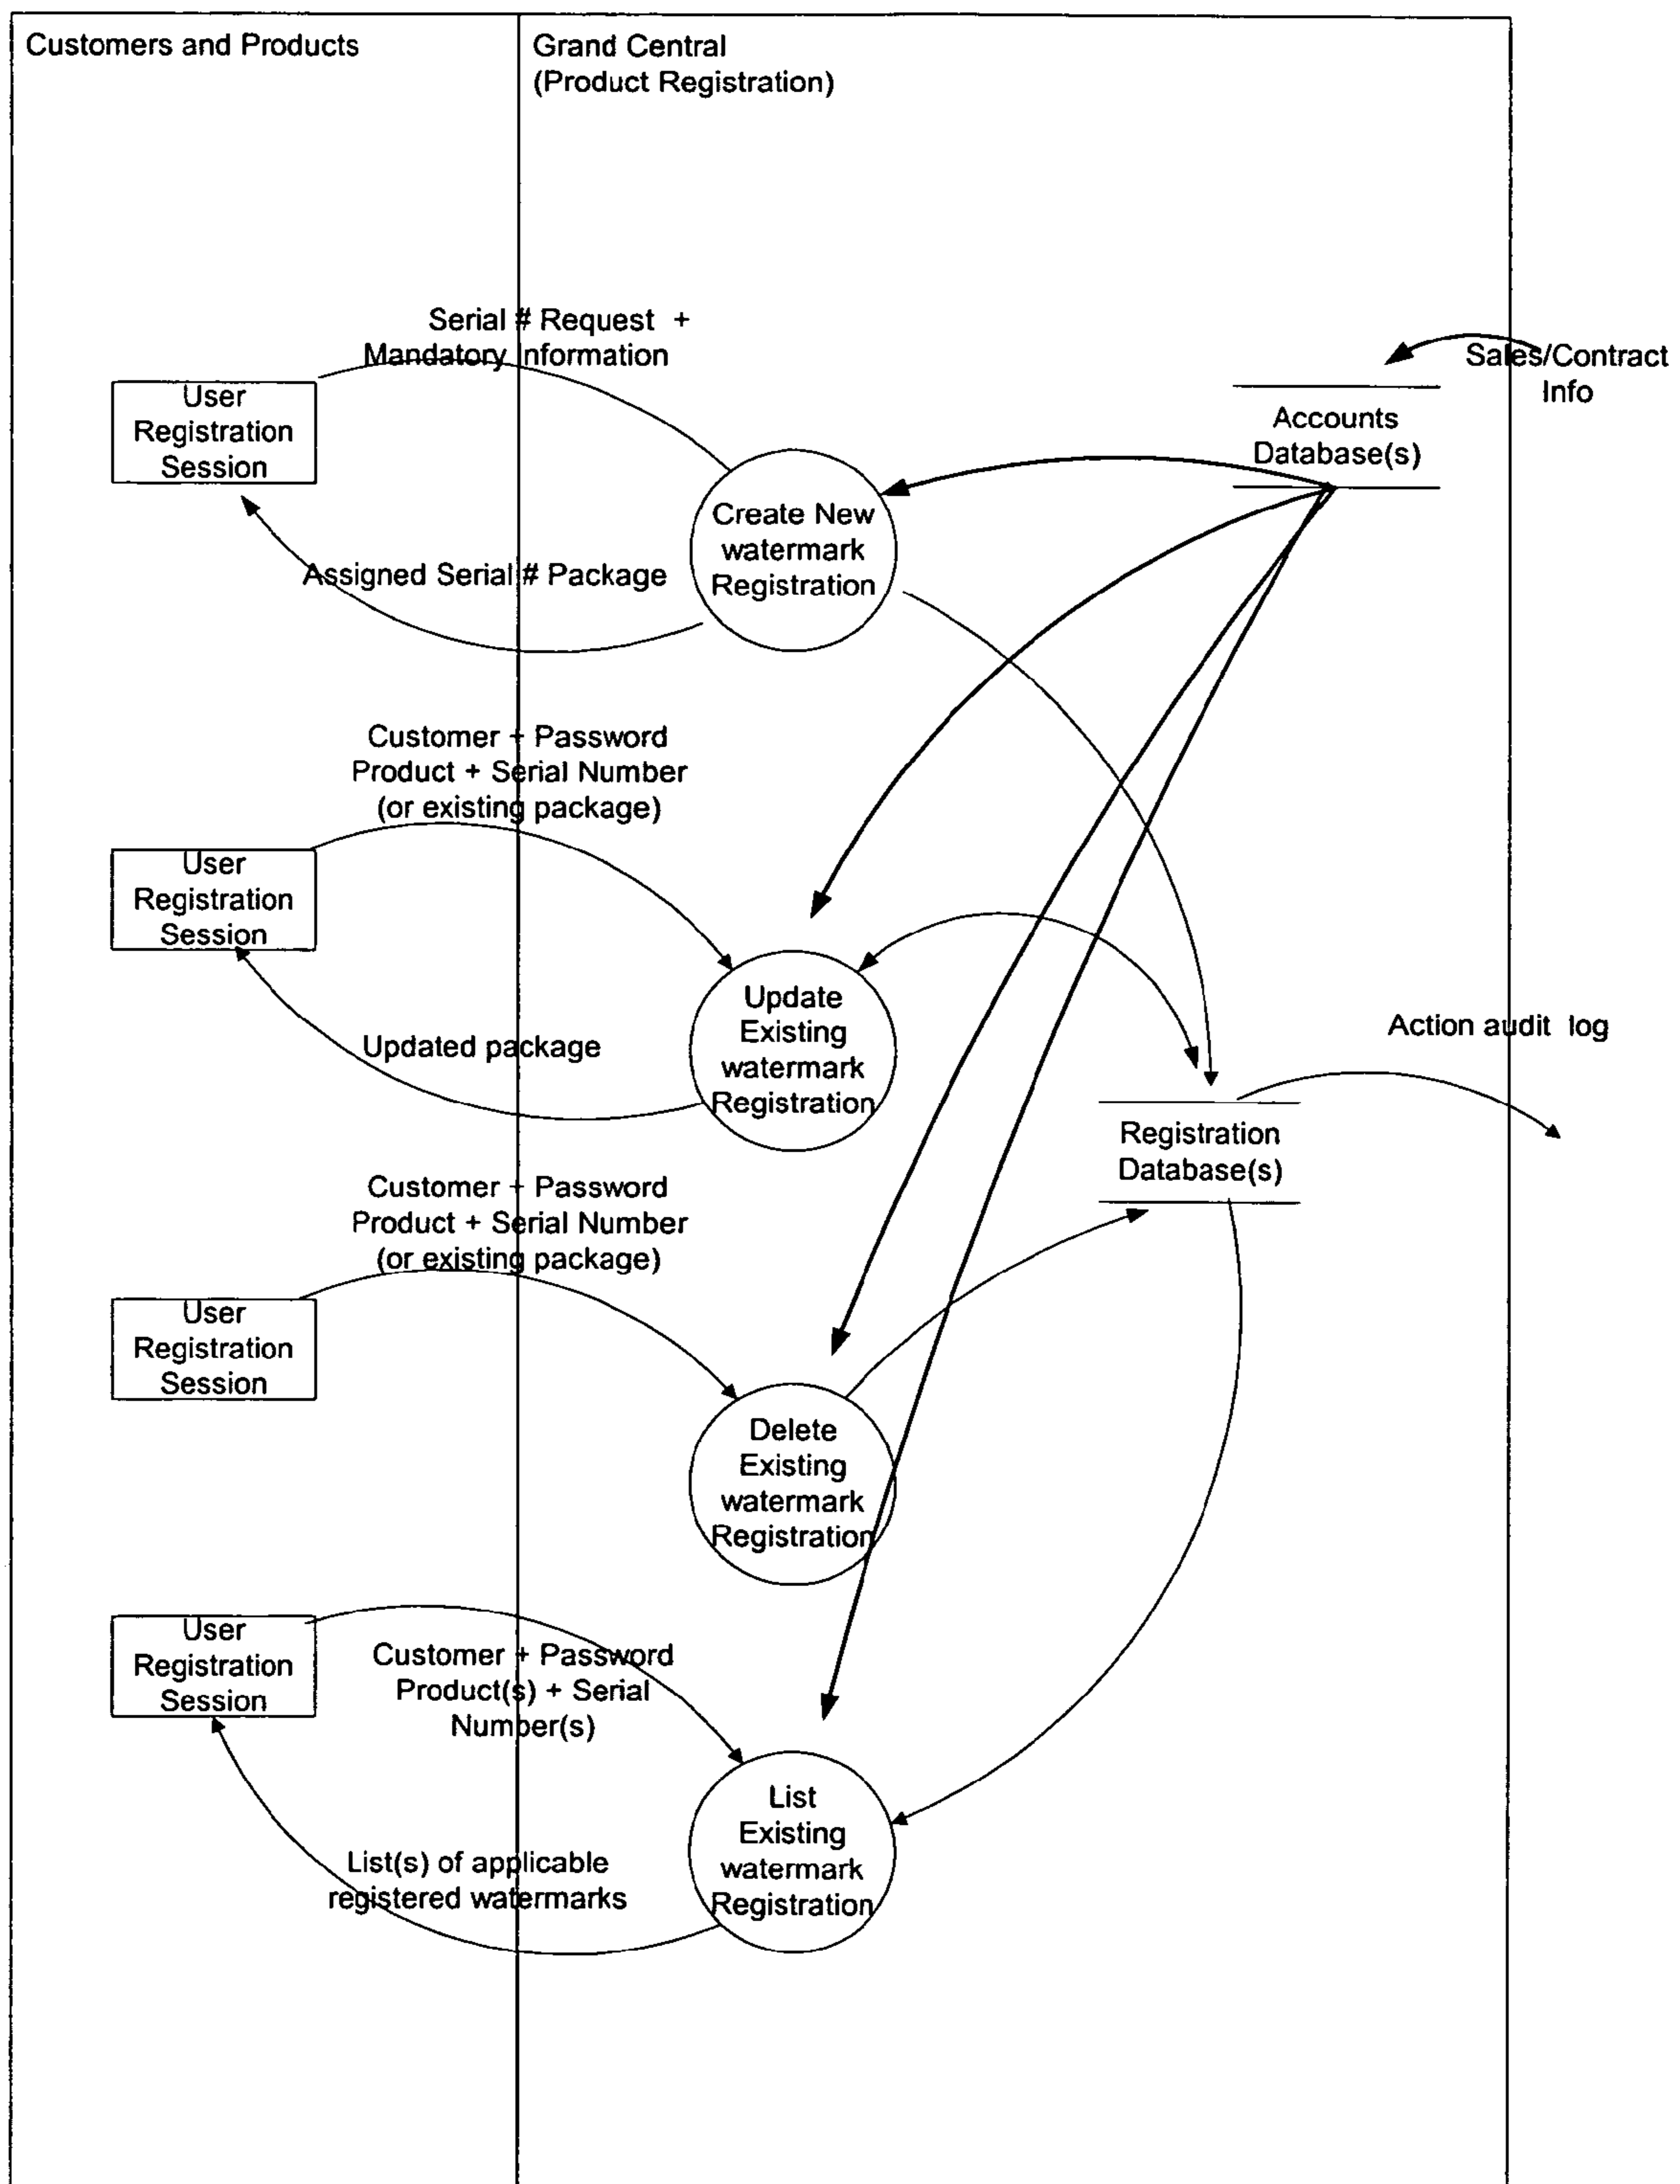 Customers and Products
Grand Central
(Product Registration)
Serial # Request +
Mandatory Information
Sales/Contract
Info
User
Registration
Session
Accounts
Database(s)
Create New
watermark
Registration
Assigned Serial # Package
Customer + Password
Product + Serial Number
(or existing package)
User
Registration
Session
Update
Existing
watermark
Registration
Updated package
Action audit log
Registration
Database(s)
Customer + Password
Product + Serial Number
(or existing package)
User
Registration
Session
Delete
Existing
watermark
Registration
User
Registration
Session
Customer + Password
Product(s) + Serial
Number(s)
List
Existing
watermark
Registration
List(s) of applicable
registered watermarks